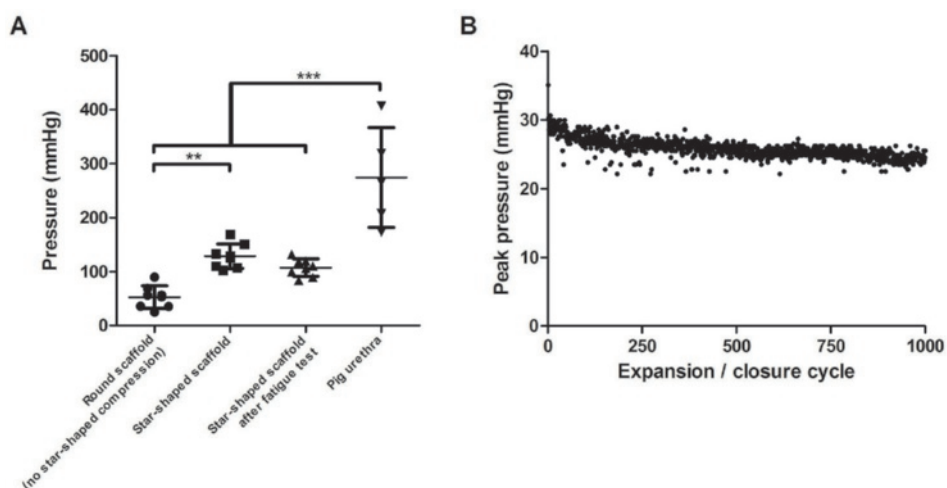 A
B
500
400
300
200
100
0
Pressure (mmHg)
***
**
Round scaffold
(no star-shaped compression)
Star-shaped scaffold
Star-shaped scaffold
after fatigue test
Pig urethra
40
30
20
10
0
Peak pressure (mmHg)
0
250
500
750
1000
Expansion / closure cycle